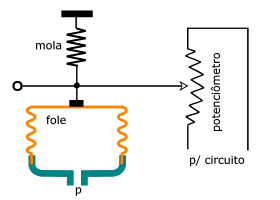 mola
fole
potenciômetro
p/ circuito
p